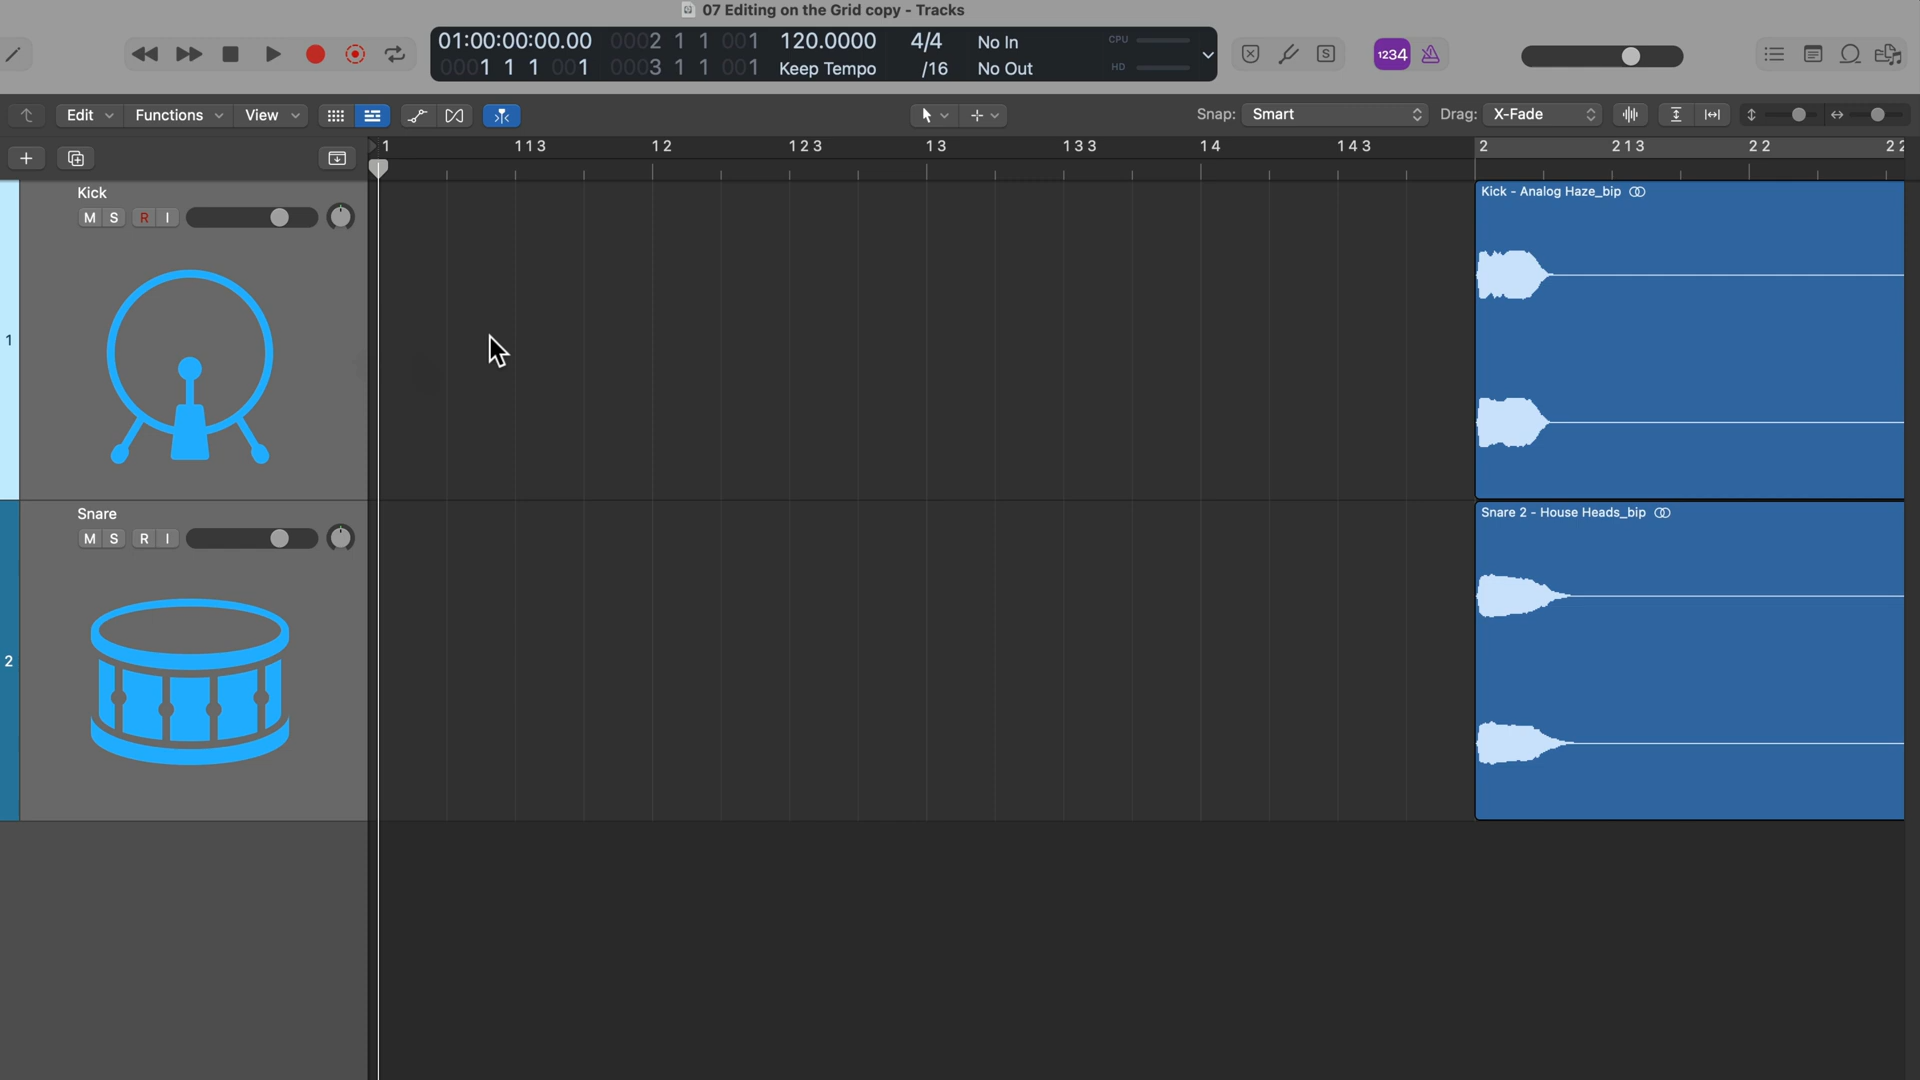 07 Editing on the Grid copy - Tracks
01:00:00:00.00 0002 1 1 001 120.0000 4/4 No In CPU
0001 1 1 001 0003 1 1 001 Keep Tempo /16 No Out HD
S 1234
Edit Functions View Snap: Smart Drag: X-Fade
1 1 1 3 1 2 1 2 3 1 3 1 3 3 1 4 1 4 3 2 2 1 3 2 2
Kick
M S R I
Kick - Analog Haze_bip
1
Snare
M S R I
Snare 2 - House Heads_bip
2